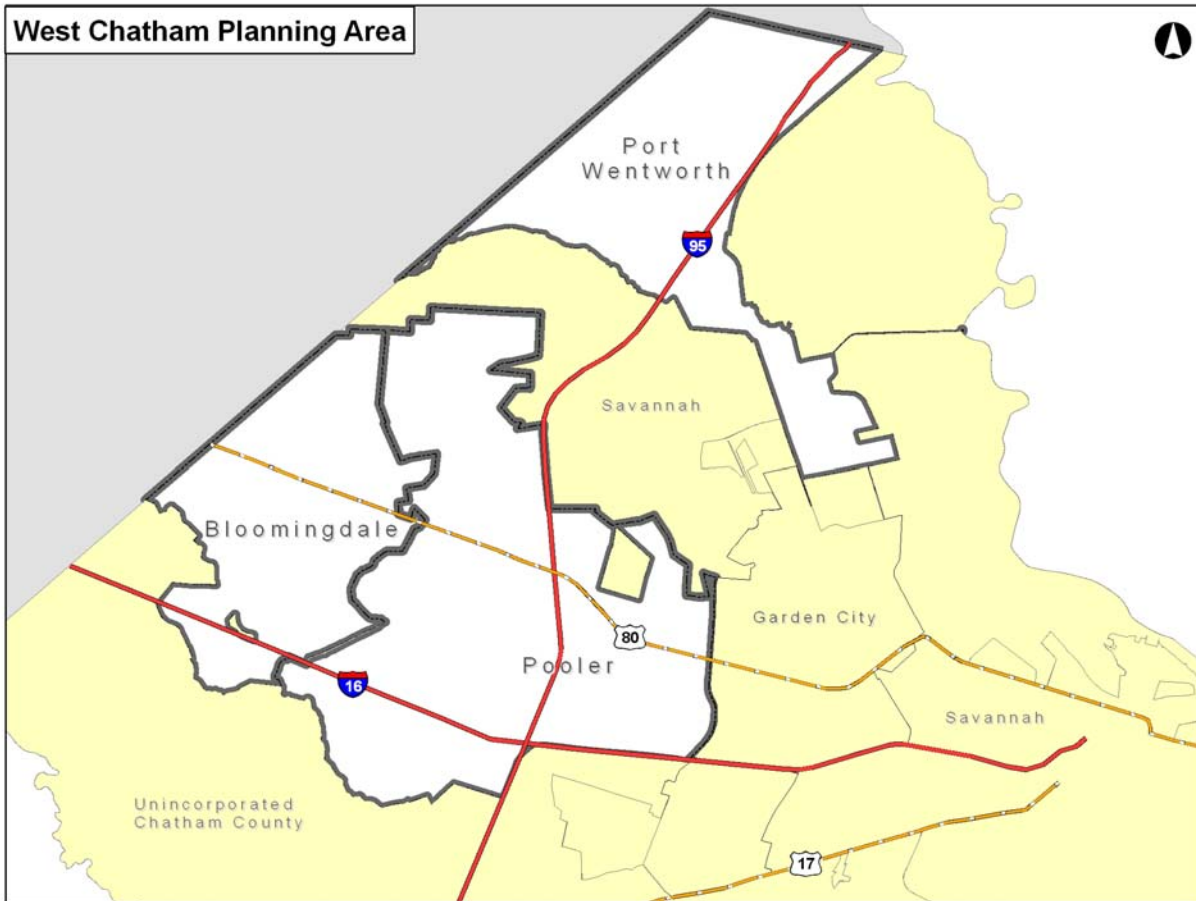 West Chatham Planning Area
Port
Wentworth
95
Savannah
Bloomingdale
Garden City
80
Pooler
16
Savannah
Unincorporated
Chatham County
17